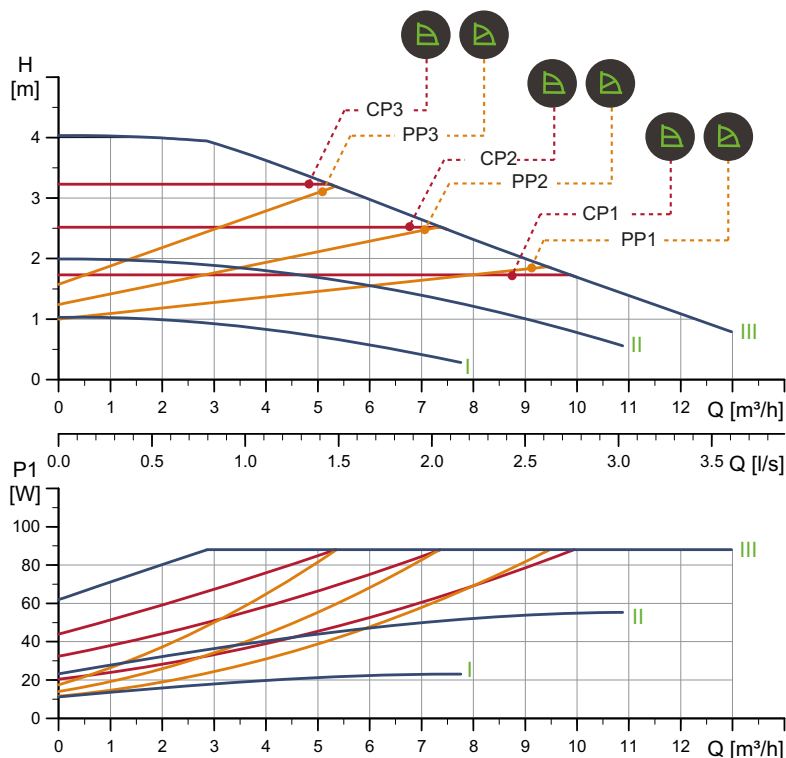 H
[m]
CP3
PP3
CP2
PP2
CP1
PP1
4
3
2
1
0
I
II
III
0 1 2 3 4 5 6 7 8 9 10 11 12 Q [m³/h]
0.0 0.5 1.0 1.5 2.0 2.5 3.0 3.5 Q [l/s]
P1
[W]
100
80
60
40
20
0
III
II
I
0 1 2 3 4 5 6 7 8 9 10 11 12 Q [m³/h]